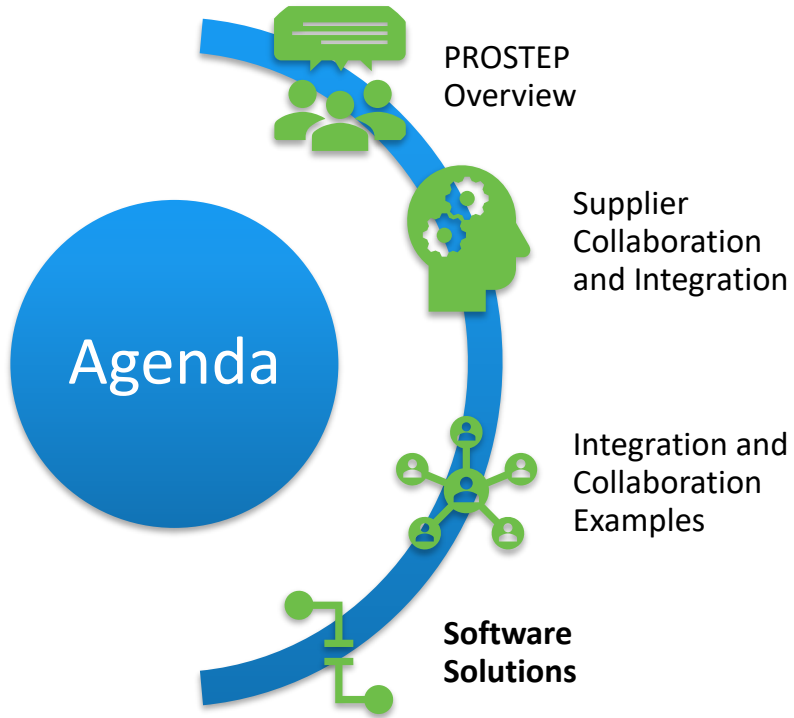 Agenda
PROSTEP
Overview
Supplier
Collaboration
and Integration
Integration and
Collaboration
Examples
Software
Solutions